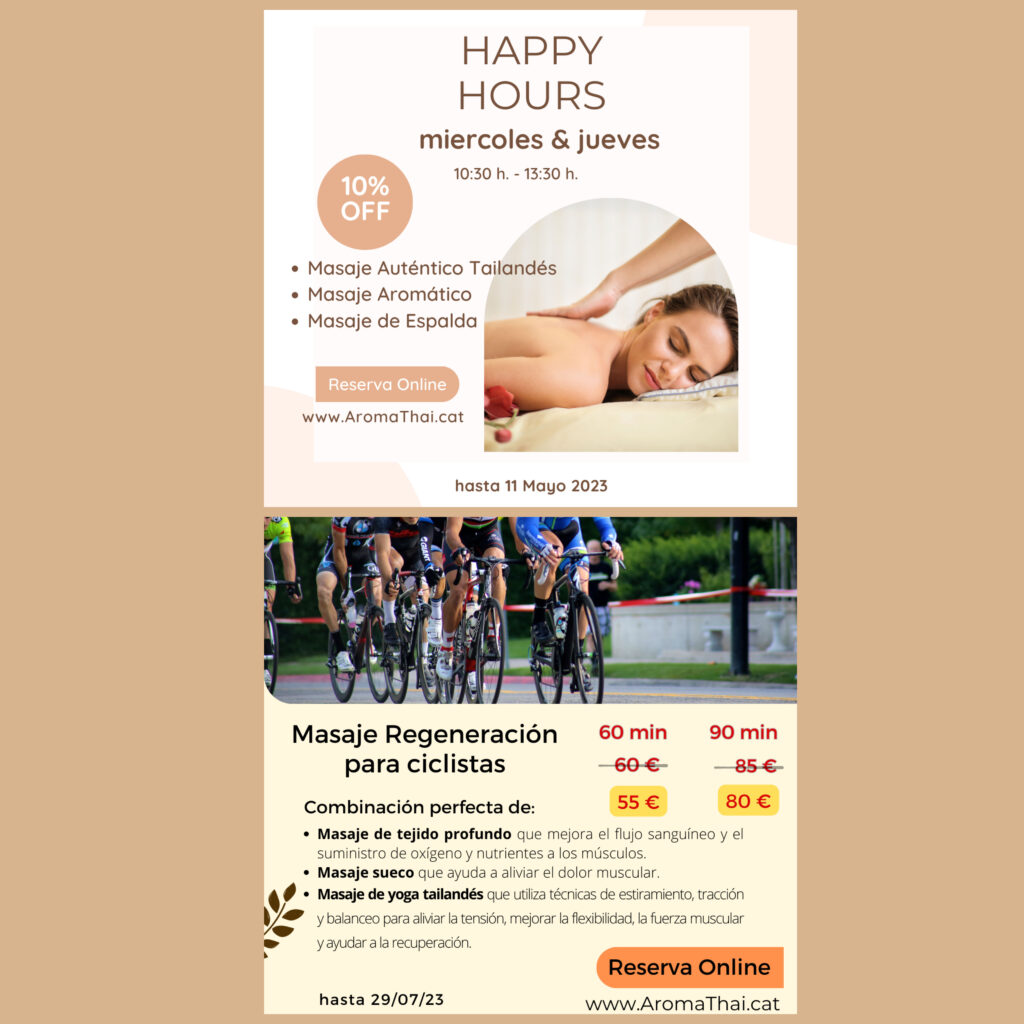 HAPPY
HOURS
miercoles & jueves
10:30 h. - 13:30 h.
10%
OFF
• Masaje Auténtico Tailandés
• Masaje Aromático
• Masaje de Espalda
Reserva Online
www.AromaThai.cat
hasta 11 Mayo 2023
GIANT
Masaje Regeneración
para ciclistas
60 min
60 €
55 €
90 min
85 €
80 €
Combinación perfecta de:
• Masaje de tejido profundo que mejora el flujo sanguíneo y el
suministro de oxígeno y nutrientes a los músculos.
• Masaje sueco que ayuda a aliviar el dolor muscular.
• Masaje de yoga tailandés que utiliza técnicas de estiramiento, tracción
y balanceo para aliviar la tensión, mejorar la flexibilidad, la fuerza muscular
y ayudar a la recuperación.
Reserva Online
hasta 29/07/23
www.AromaThai.cat